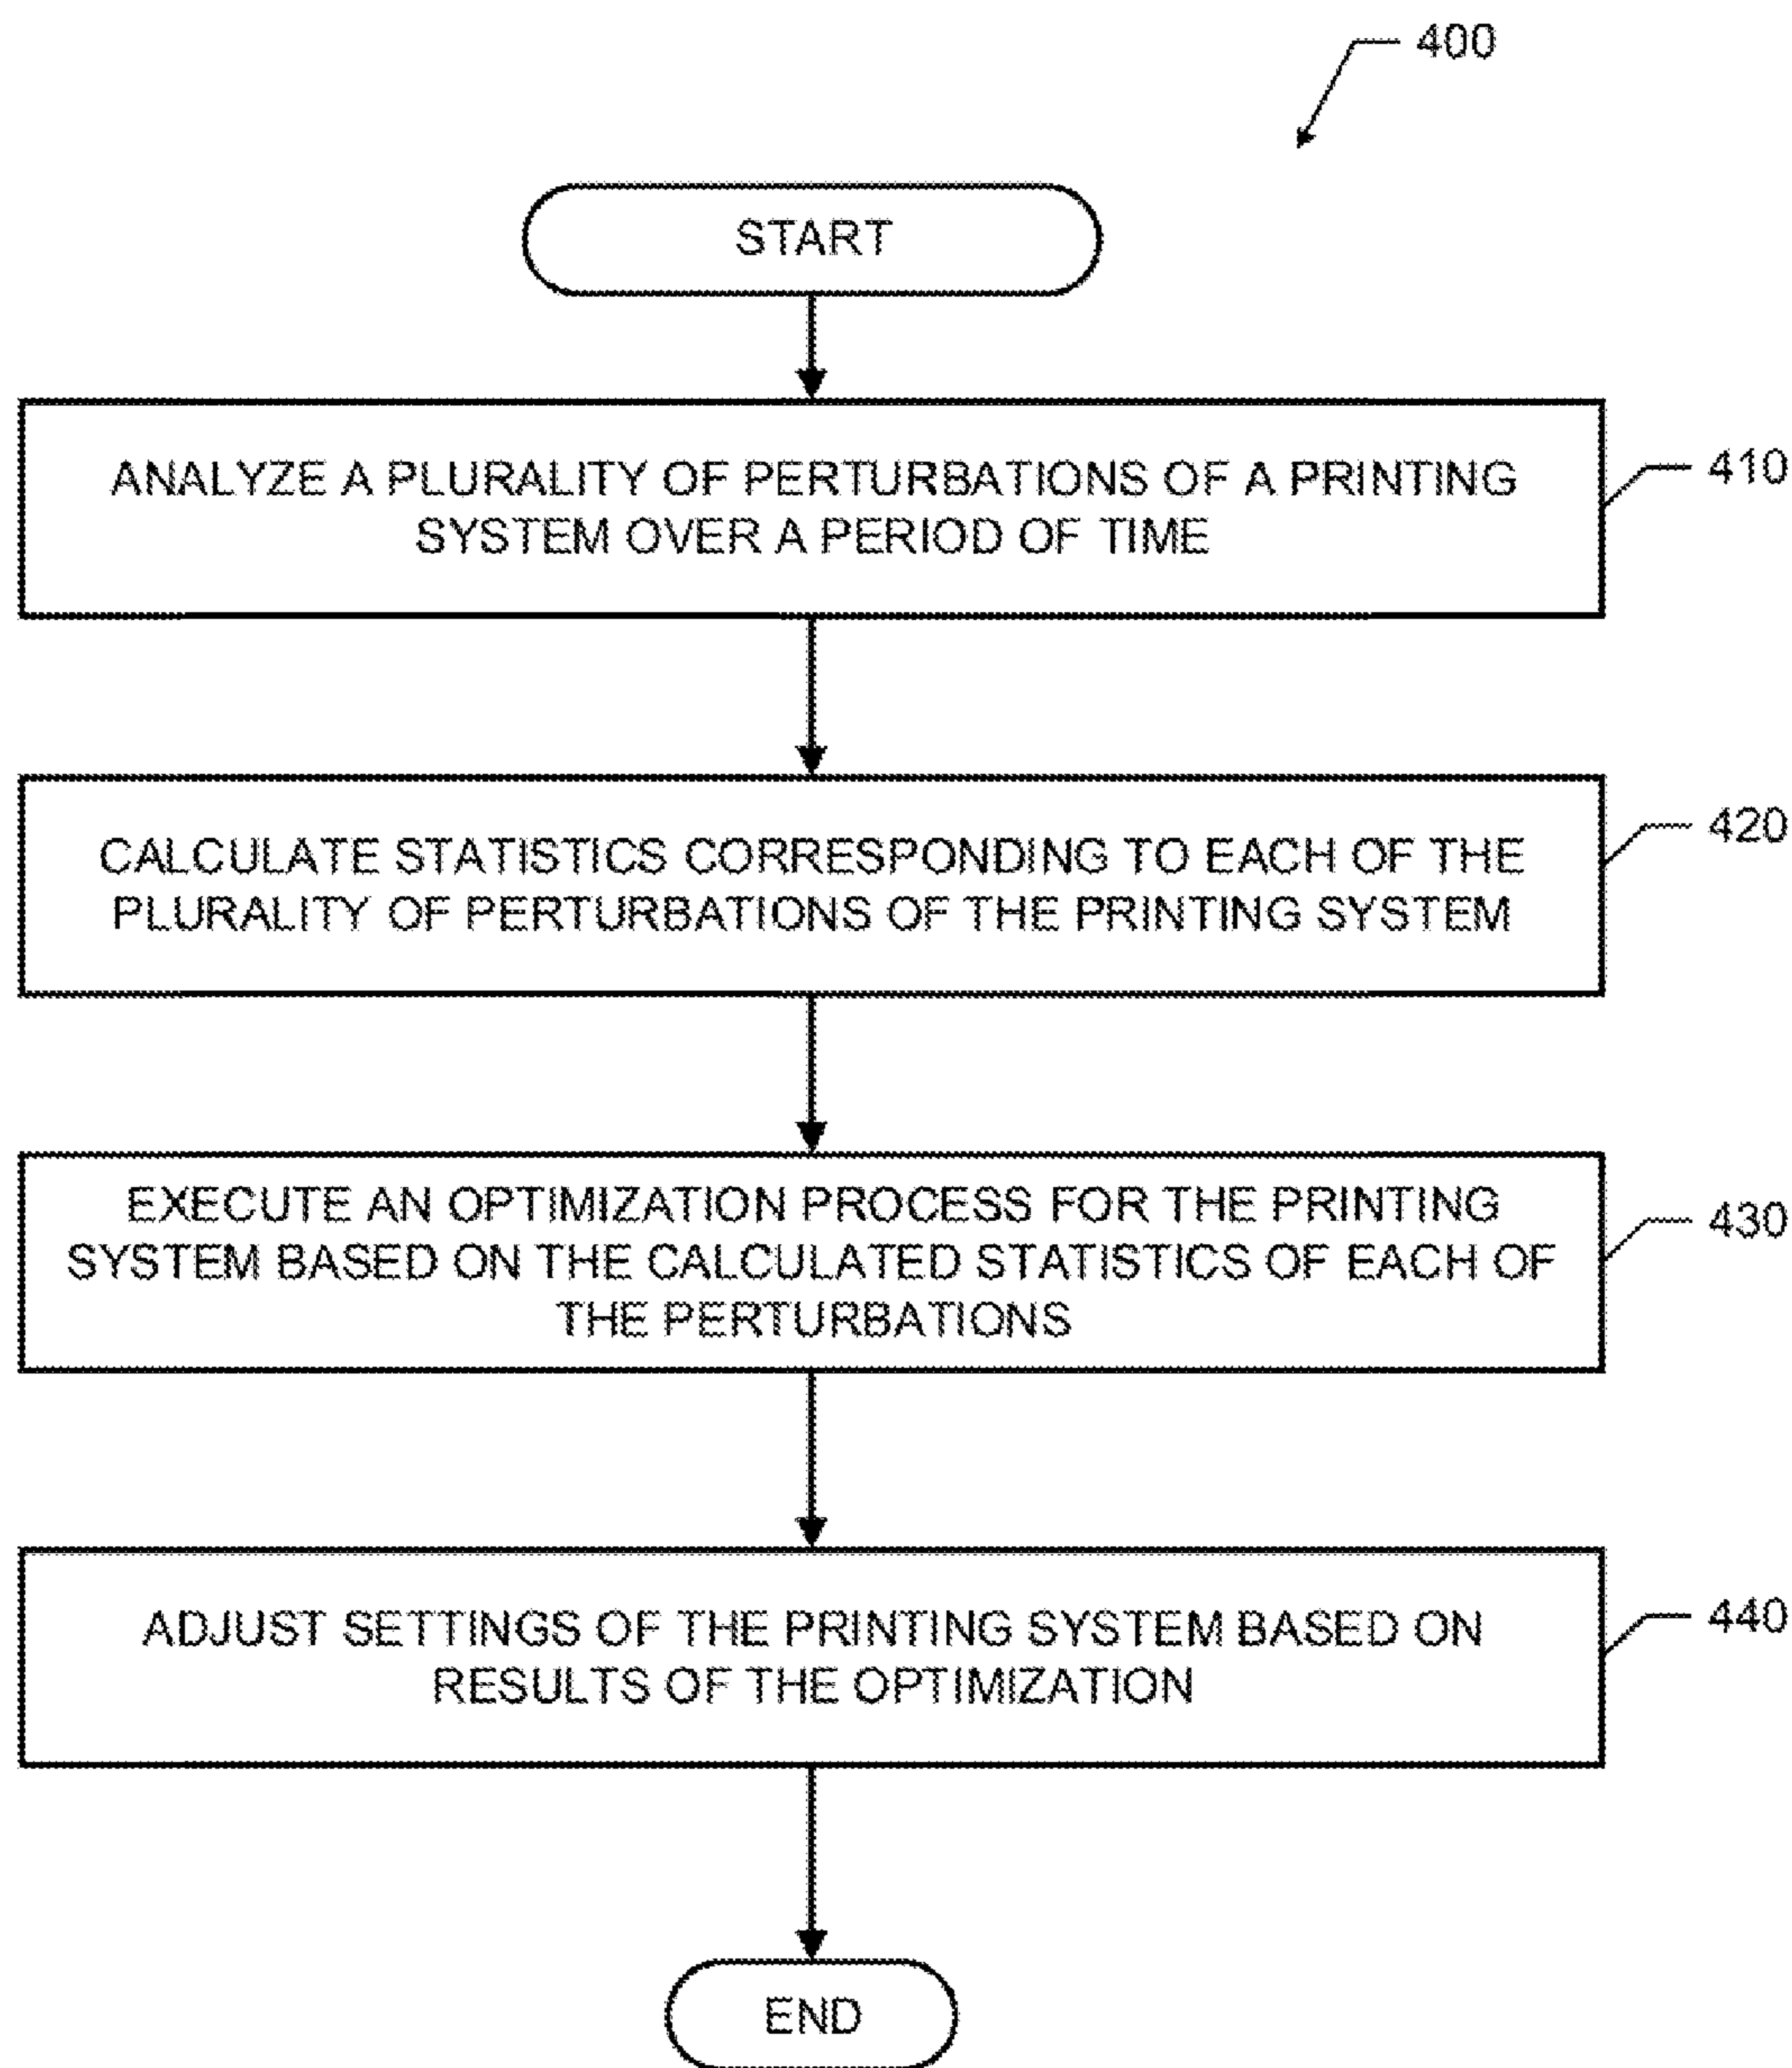 400
START
ANALYZE A PLURALITY OF PERTURBATIONS OF A PRINTING
SYSTEM OVER A PERIOD OF TIME
410
CALCULATE STATISTICS CORRESPONDING TO EACH OF THE
PLURALITY OF PERTURBATIONS OF THE PRINTING SYSTEM
420
EXECUTE AN OPTIMIZATION PROCESS FOR THE PRINTING
SYSTEM BASED ON THE CALCULATED STATISTICS OF EACH OF
THE PERTURBATIONS
430
ADJUST SETTINGS OF THE PRINTING SYSTEM BASED ON
RESULTS OF THE OPTIMIZATION
440
END